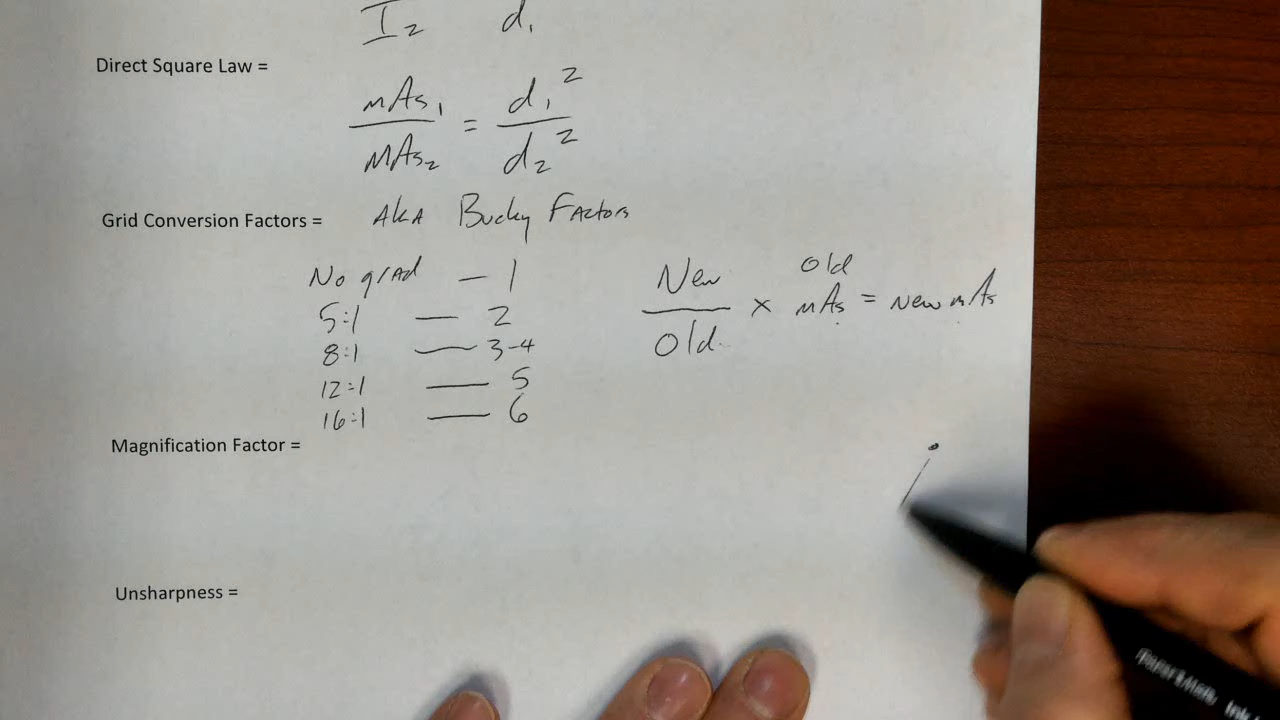 I₂ d₁
Direct Square Law =
mAs₁ / mAs₂ = d₁² / d₂²
Grid Conversion Factors = AKA Bucky Factors
No grad — 1
5:1 — 2
8:1 — 3-4
12:1 — 5
16:1 — 6
New / Old × Old mAs = New mAs
Magnification Factor =
Unsharpness =